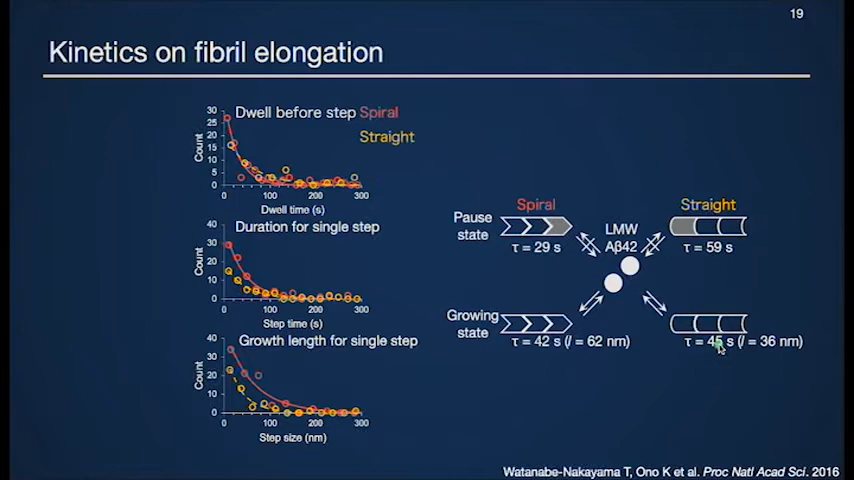 19
Kinetics on fibril elongation
Dwell before step Spiral
Straight
Count
30
25
20
15
10
5
0
0 100 200 300
Dwell time (s)
Duration for single step
Count
40
30
20
10
0
0 100 200 300
Step time (s)
Growth length for single step
Count
40
30
20
10
0
0 100 200 300
Step size (nm)
Spiral
Straight
Pause
state
LMW
Aβ42
τ = 29 s
τ = 59 s
Growing
state
τ = 42 s (l = 62 nm)
τ = 45 s (l = 36 nm)
Watanabe-Nakayama T, Ono K et al. Proc Natl Acad Sci. 2016